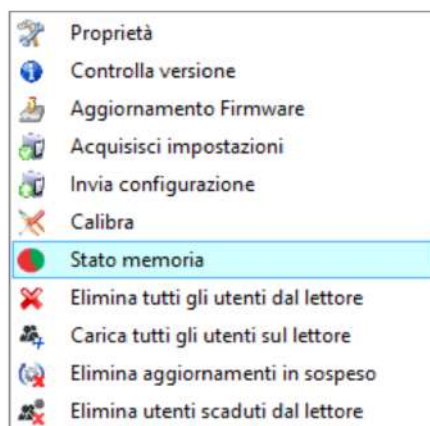 Proprietà
Controlla versione
Aggiornamento Firmware
Acquisisci impostazioni
Invia configurazione
Calibra
Stato memoria
Elimina tutti gli utenti dal lettore
Carica tutti gli utenti sul lettore
Elimina aggiornamenti in sospeso
Elimina utenti scaduti dal lettore